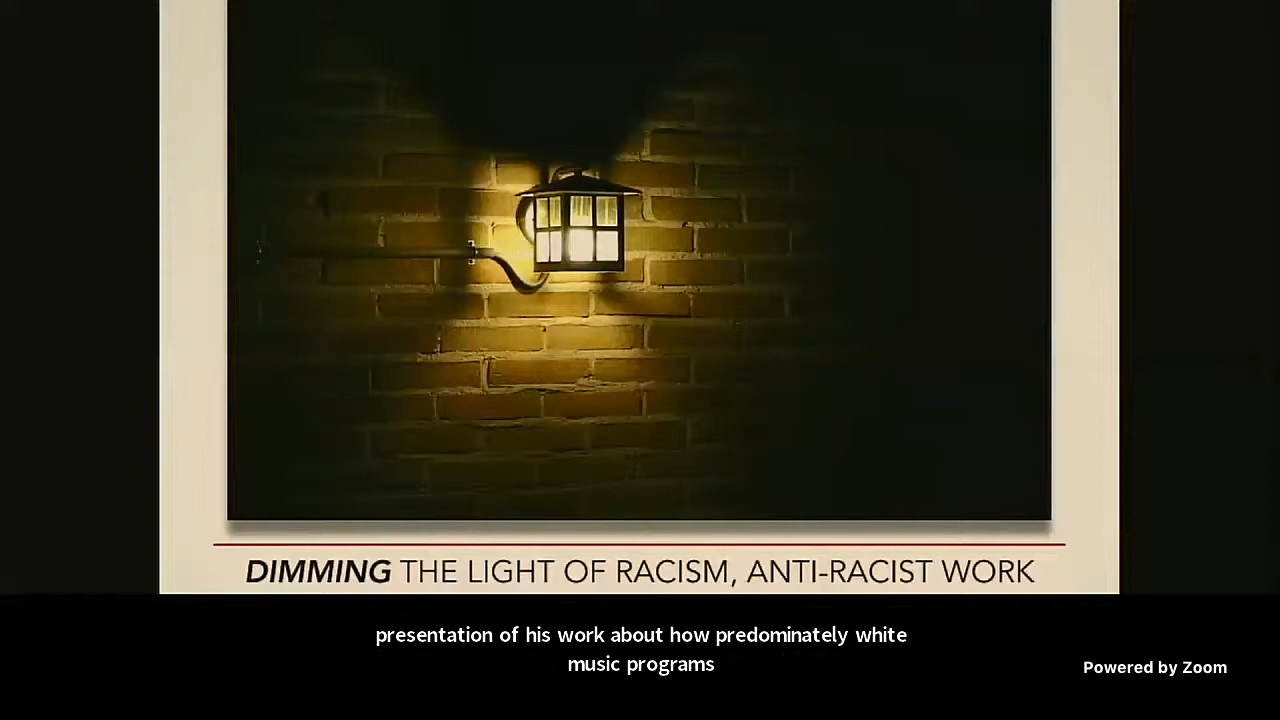 DIMMING THE LIGHT OF RACISM, ANTI-RACIST WORK
presentation of his work about how predominately white
music programs
Powered by Zoom